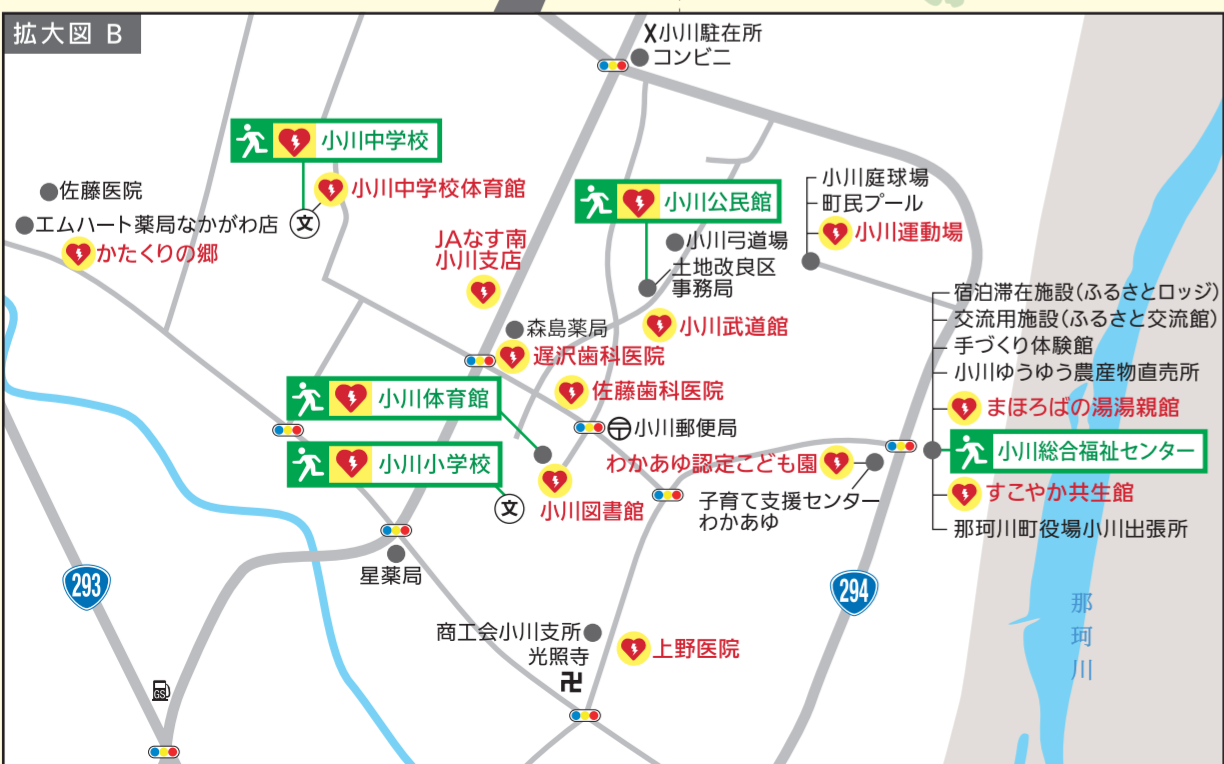 拡大図 B
X小川駐在所
コンビニ
小川中学校
小川中学校体育館
佐藤医院
エムハート薬局なかがわ店
文
かたくりの郷
JAなす南
小川支店
小川公民館
小川弓道場
土地改良区
事務局
小川庭球場
町民プール
小川運動場
小川武道館
森島薬局
遅沢歯科医院
佐藤歯科医院
小川体育館
小川郵便局
小川小学校
文
小川図書館
わかあゆ認定こども園
子育て支援センター
わかあゆ
宿泊滞在施設(ふるさとロッジ)
交流用施設(ふるさと交流館)
手づくり体験館
小川ゆうゆう農産物直売所
まほろばの湯湯親館
小川総合福祉センター
すこやか共生館
那珂川町役場小川出張所
星薬局
293
294
那珂川
商工会小川支所
光照寺
卍
上野医院
GS